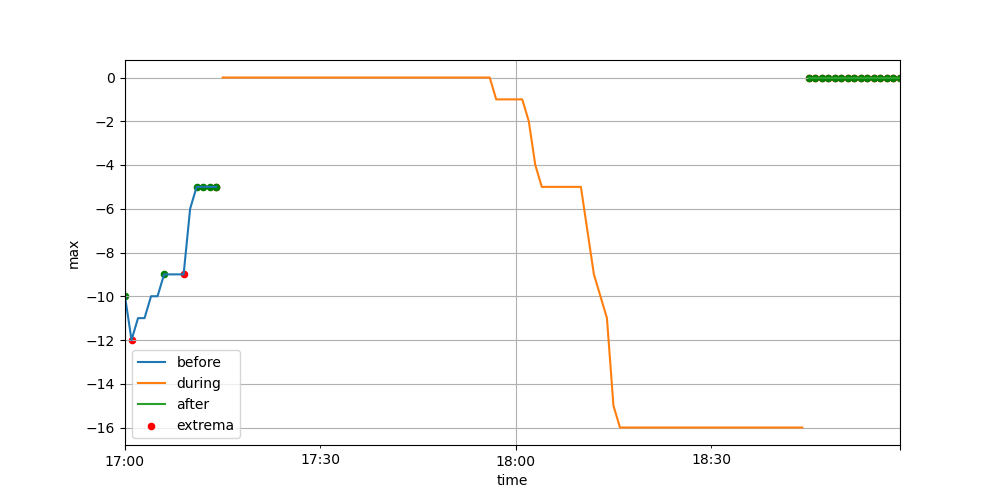 0
−2
−4
−6
−8
−10
−12
−14
−16
max
before
during
after
extrema
17:00
17:30
18:00
18:30
time